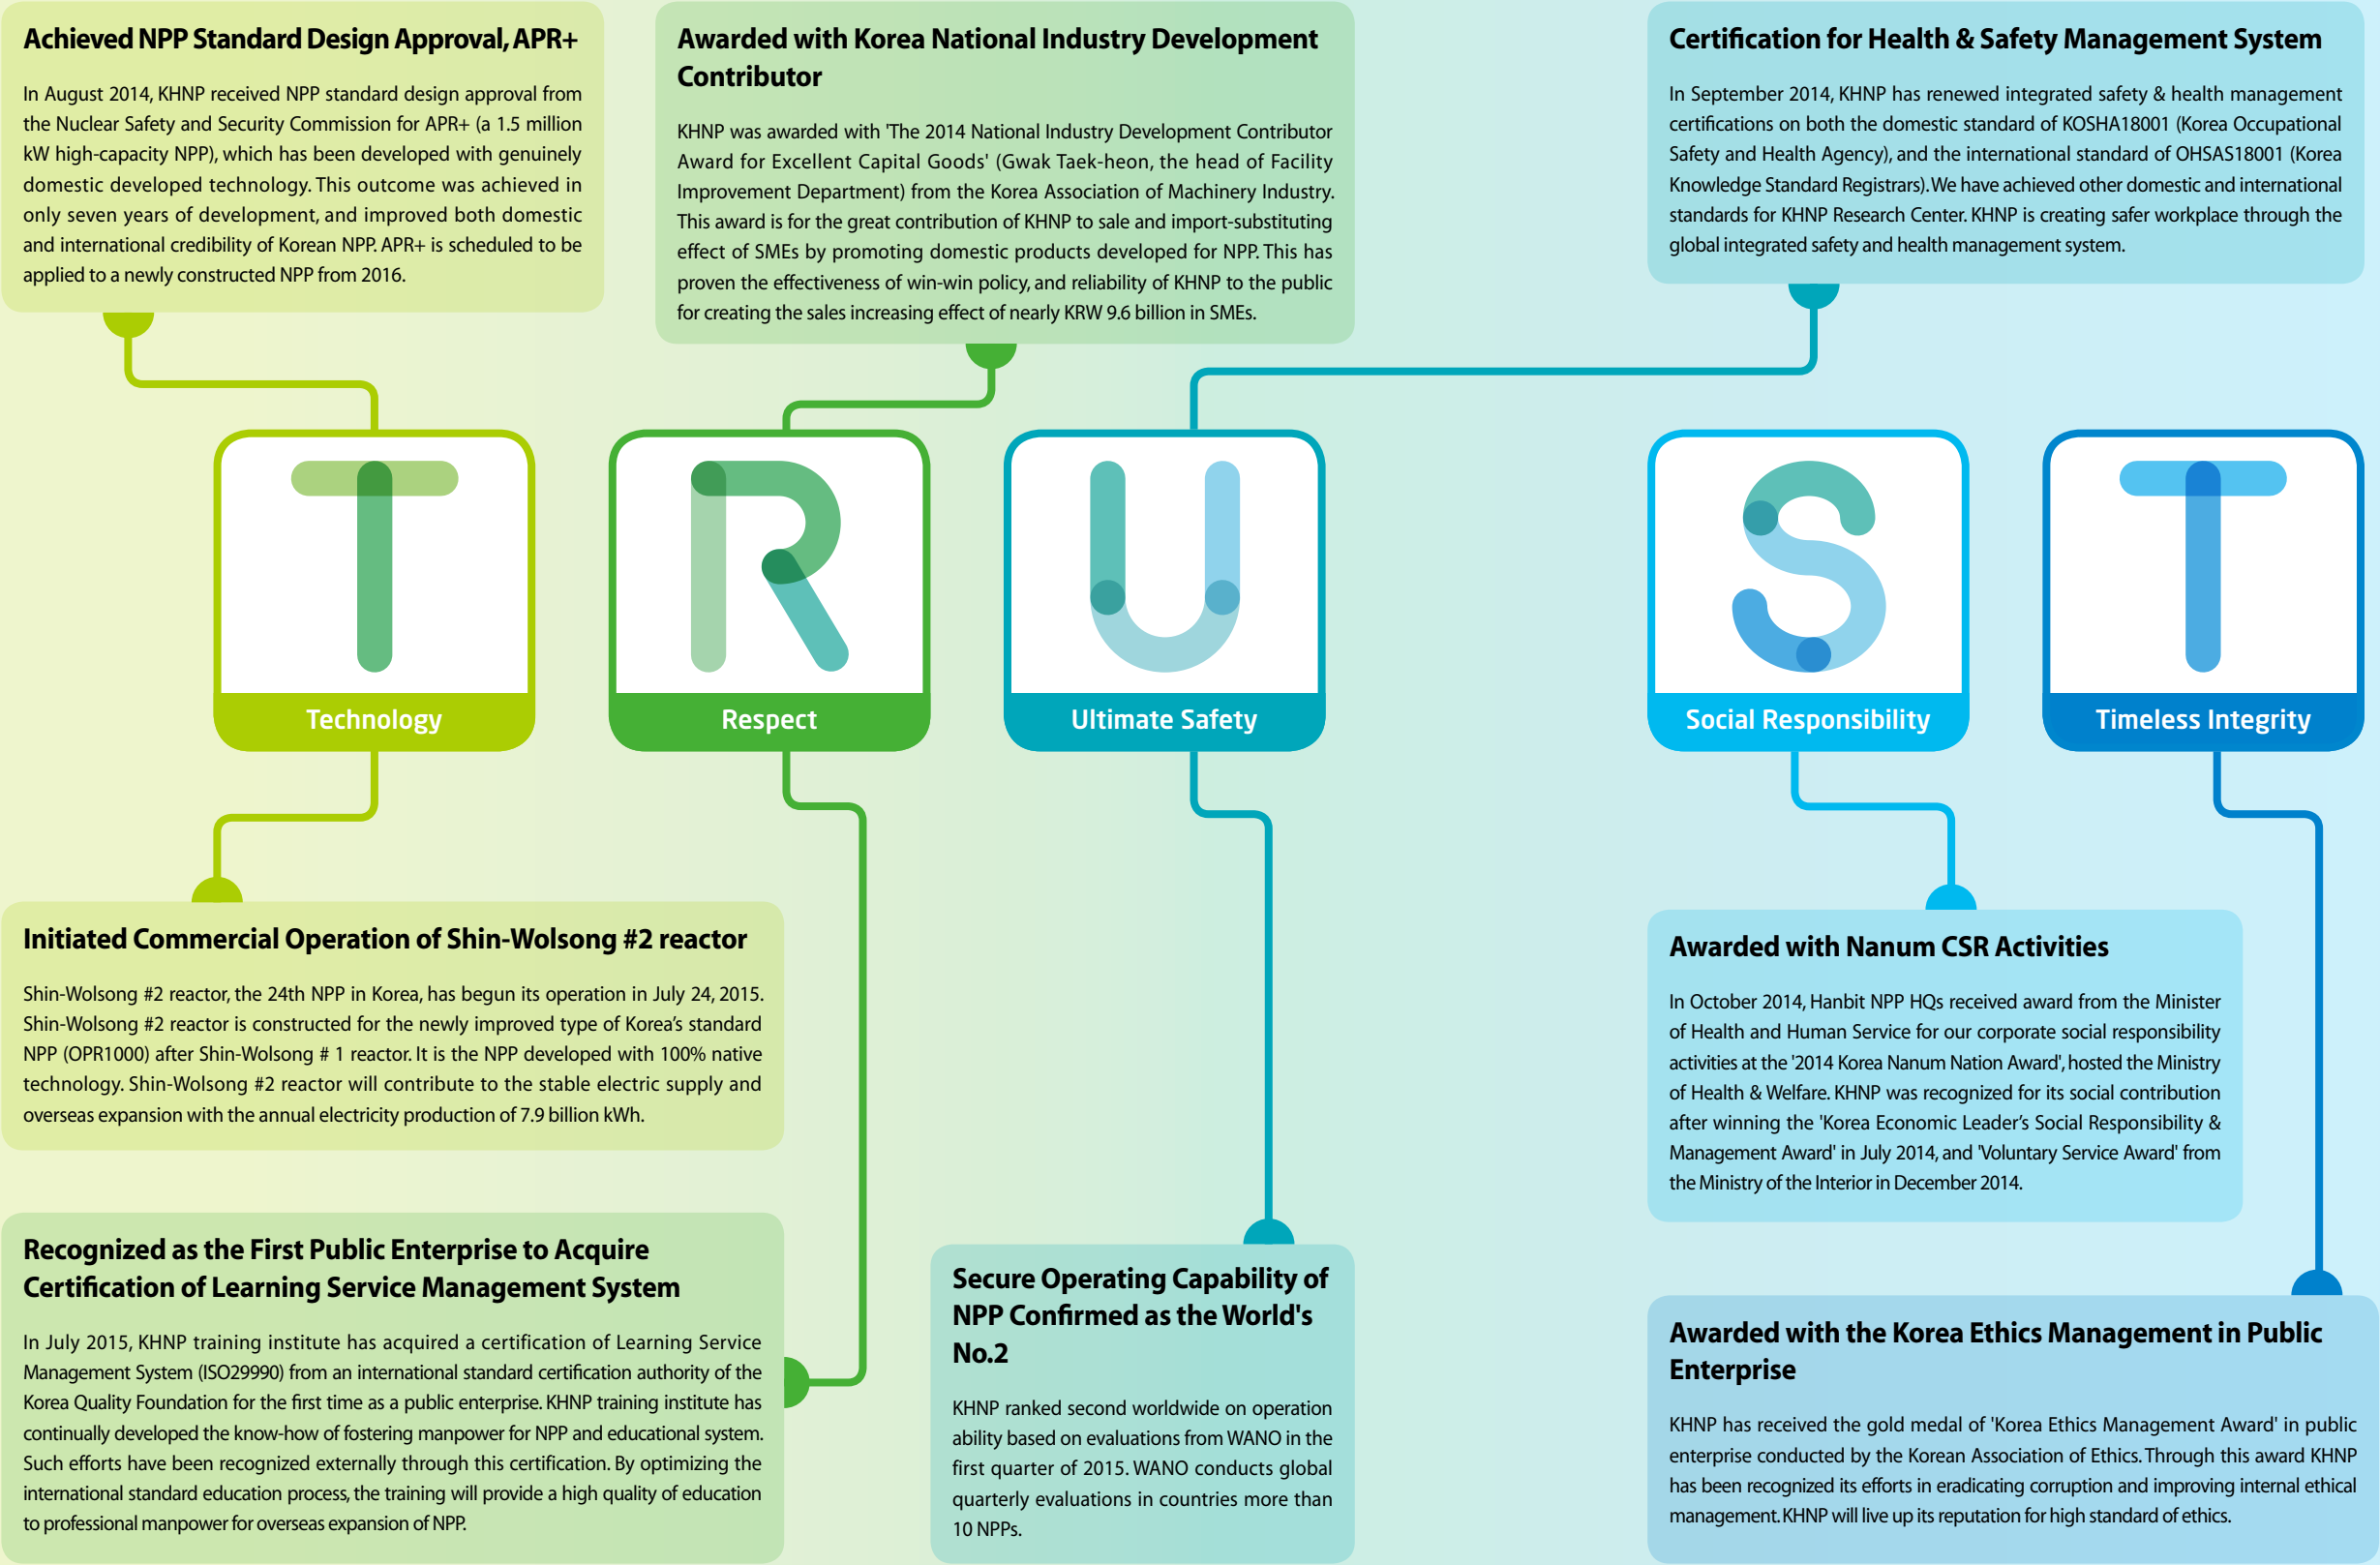 Achieved NPP Standard Design Approval, APR+
In August 2014, KHNP received NPP standard design approval from
the Nuclear Safety and Security Commission for APR+ (a 1.5 million
kW high-capacity NPP), which has been developed with genuinely
domestic developed technology. This outcome was achieved in
only seven years of development, and improved both domestic
and international credibility of Korean NPP. APR+ is scheduled to be
applied to a newly constructed NPP from 2016.
Awarded with Korea National Industry Development
Contributor
KHNP was awarded with 'The 2014 National Industry Development Contributor
Award for Excellent Capital Goods' (Gwak Taek-heon, the head of Facility
Improvement Department) from the Korea Association of Machinery Industry.
This award is for the great contribution of KHNP to sale and import-substituting
effect of SMEs by promoting domestic products developed for NPP. This has
proven the effectiveness of win-win policy, and reliability of KHNP to the public
for creating the sales increasing effect of nearly KRW 9.6 billion in SMEs.
Certification for Health & Safety Management System
In September 2014, KHNP has renewed integrated safety & health management
certifications on both the domestic standard of KOSHA18001 (Korea Occupational
Safety and Health Agency), and the international standard of OHSAS18001 (Korea
Knowledge Standard Registrars). We have achieved other domestic and international
standards for KHNP Research Center. KHNP is creating safer workplace through the
global integrated safety and health management system.
T
Technology
R
Respect
U
Ultimate Safety
S
Social Responsibility
T
Timeless Integrity
Initiated Commercial Operation of Shin-Wolsong #2 reactor
Shin-Wolsong #2 reactor, the 24th NPP in Korea, has begun its operation in July 24, 2015.
Shin-Wolsong #2 reactor is constructed for the newly improved type of Korea's standard
NPP (OPR1000) after Shin-Wolsong # 1 reactor. It is the NPP developed with 100% native
technology. Shin-Wolsong #2 reactor will contribute to the stable electric supply and
overseas expansion with the annual electricity production of 7.9 billion kWh.
Recognized as the First Public Enterprise to Acquire
Certification of Learning Service Management System
In July 2015, KHNP training institute has acquired a certification of Learning Service
Management System (ISO29990) from an international standard certification authority of the
Korea Quality Foundation for the first time as a public enterprise. KHNP training institute has
continually developed the know-how of fostering manpower for NPP and educational system.
Such efforts have been recognized externally through this certification. By optimizing the
international standard education process, the training will provide a high quality of education
to professional manpower for overseas expansion of NPP.
Secure Operating Capability of
NPP Confirmed as the World's
No.2
KHNP ranked second worldwide on operation
ability based on evaluations from WANO in the
first quarter of 2015. WANO conducts global
quarterly evaluations in countries more than
10 NPPs.
Awarded with Nanum CSR Activities
In October 2014, Hanbit NPP HQs received award from the Minister
of Health and Human Service for our corporate social responsibility
activities at the '2014 Korea Nanum Nation Award', hosted the Ministry
of Health & Welfare. KHNP was recognized for its social contribution
after winning the 'Korea Economic Leader's Social Responsibility &
Management Award' in July 2014, and 'Voluntary Service Award' from
the Ministry of the Interior in December 2014.
Awarded with the Korea Ethics Management in Public
Enterprise
KHNP has received the gold medal of 'Korea Ethics Management Award' in public
enterprise conducted by the Korean Association of Ethics. Through this award KHNP
has been recognized its efforts in eradicating corruption and improving internal ethical
management. KHNP will live up its reputation for high standard of ethics.